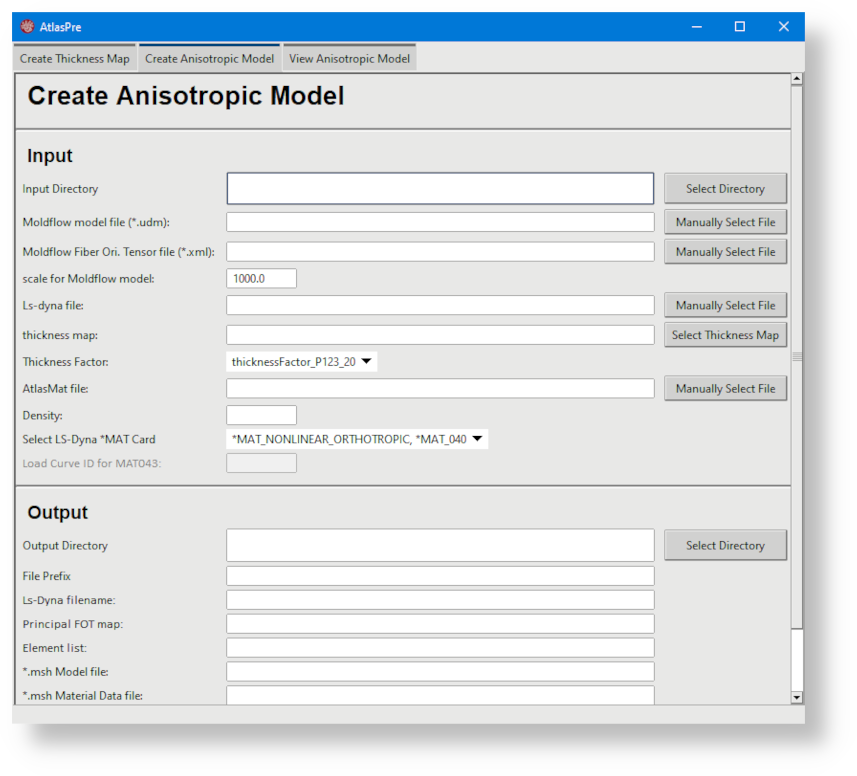 AtlasPre
Create Thickness Map Create Anisotropic Model View Anisotropic Model
Create Anisotropic Model
Input
Input Directory Select Directory
Moldflow model file (*.udm): Manually Select File
Moldflow Fiber Ori. Tensor file (*.xml): Manually Select File
scale for Moldflow model: 1000.0
Ls-dyna file: Manually Select File
thickness map: Select Thickness Map
Thickness Factor: thicknessFactor_P123_20
AtlasMat file: Manually Select File
Density:
Select LS-Dyna *MAT Card *MAT_NONLINEAR_ORTHOTROPIC, *MAT_040
Load Curve ID for MAT043:
Output
Output Directory Select Directory
File Prefix
Ls-Dyna filename:
Principal FOT map:
Element list:
*.msh Model file:
*.msh Material Data file: